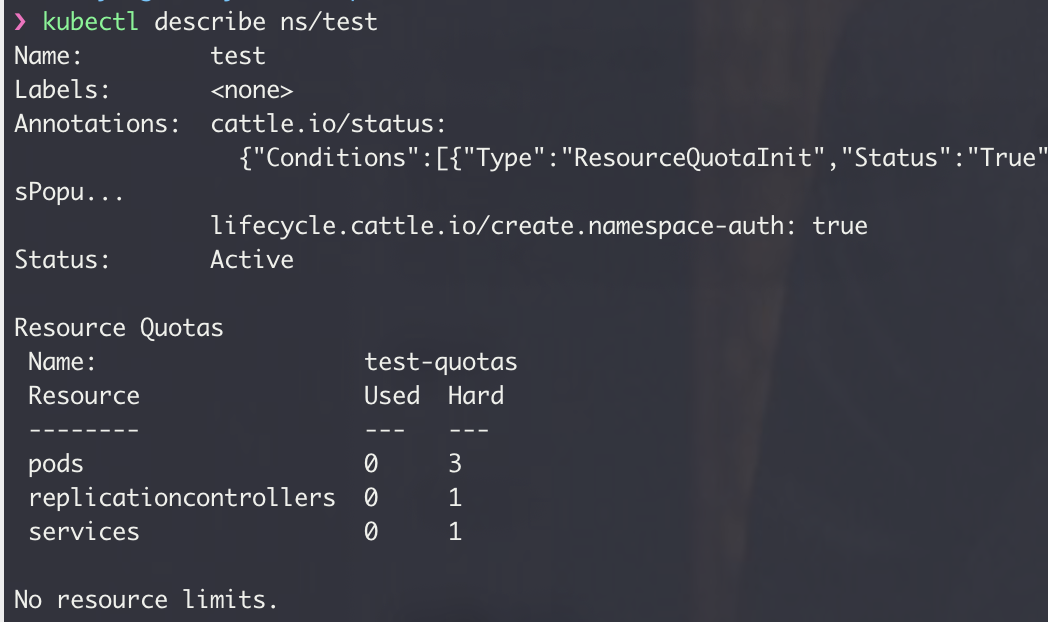 ❯ kubectl describe ns/test
Name:         test
Labels:       <none>
Annotations:  cattle.io/status:
                {"Conditions":[{"Type":"ResourceQuotaInit","Status":"True"
sPopu...
              lifecycle.cattle.io/create.namespace-auth: true
Status:       Active

Resource Quotas
 Name:                   test-quotas
 Resource                Used  Hard
 --------                ---   ---
 pods                    0     3
 replicationcontrollers  0     1
 services                0     1

No resource limits.